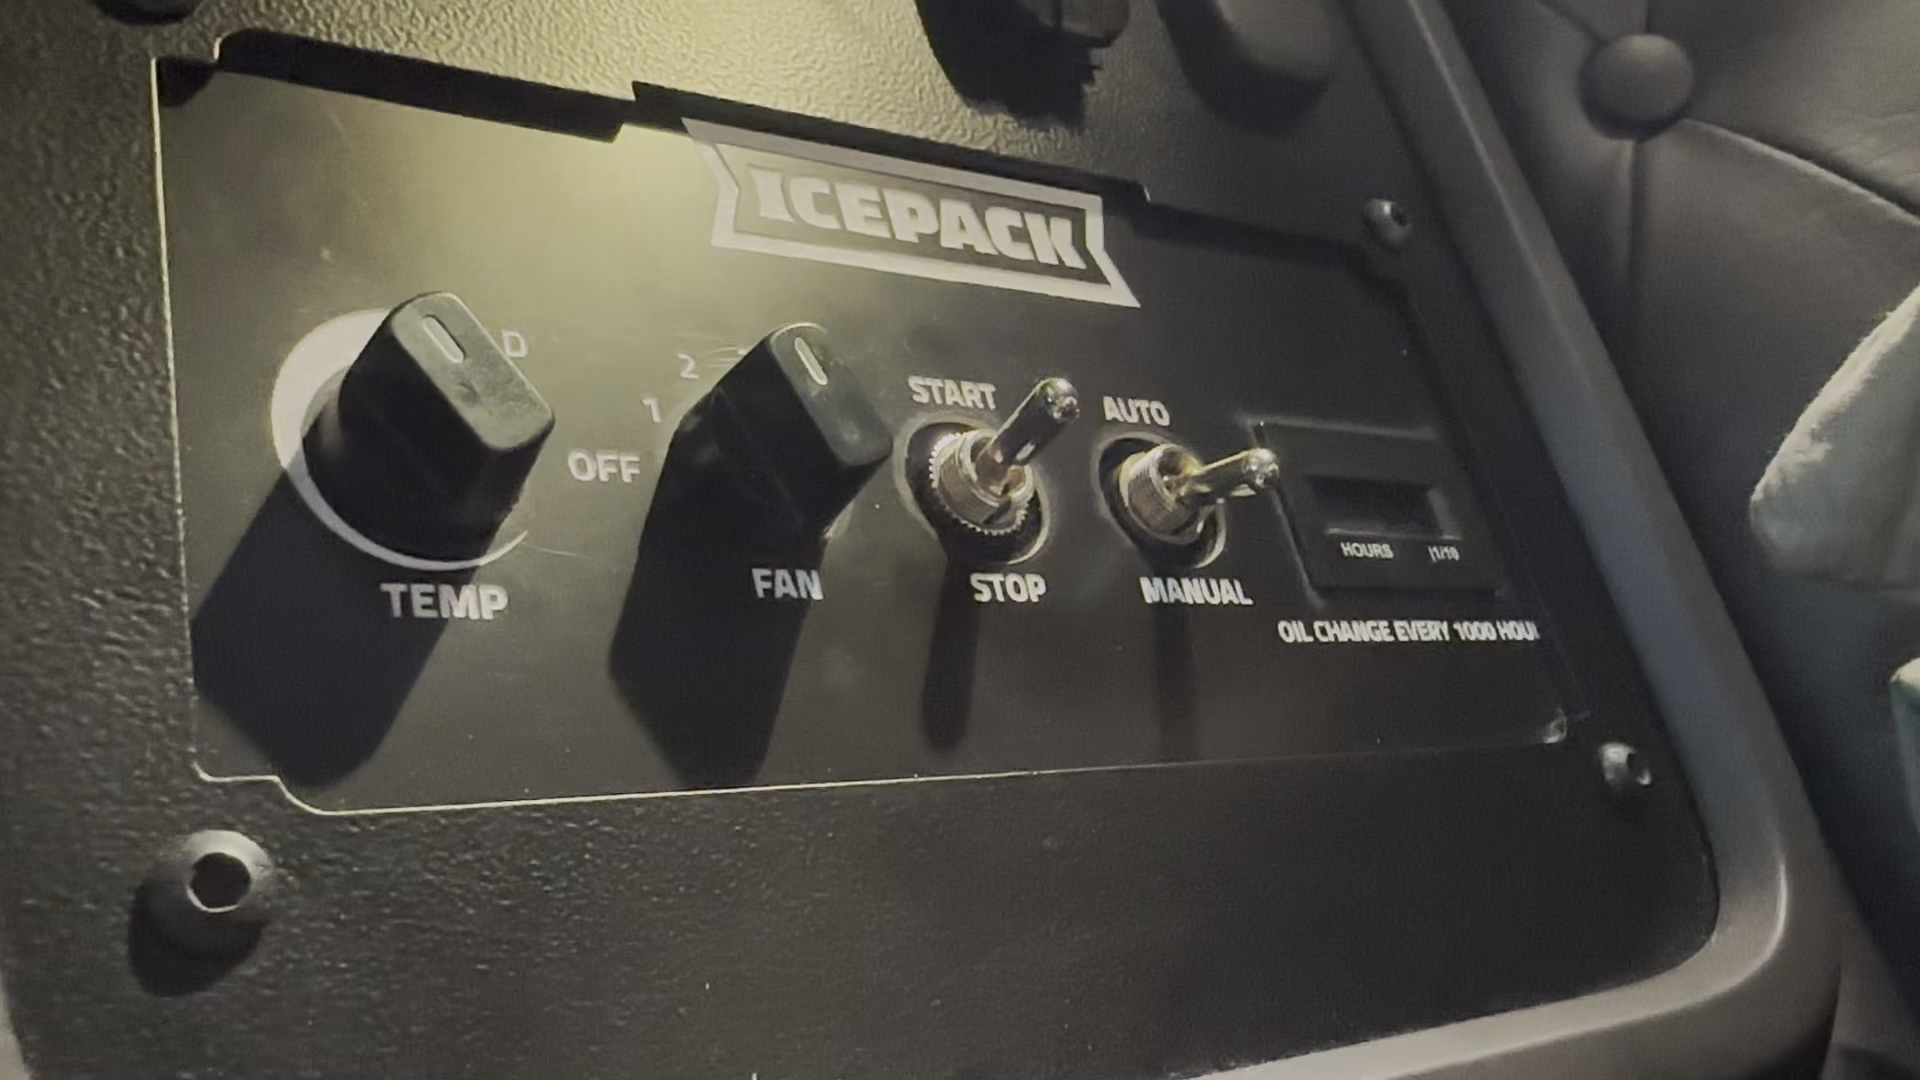 ICEPACK
D
2
1
OFF
START
AUTO
HOURS 1/10
TEMP
FAN
STOP
MANUAL
OIL CHANGE EVERY 1000